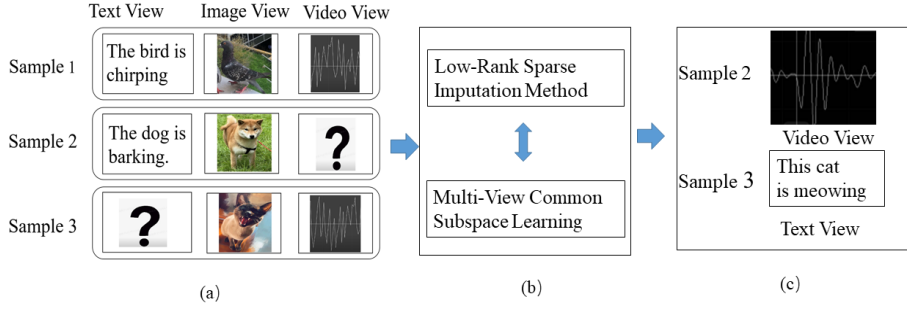 Text View Image View Video View
Sample 1
The bird is
chirping
Sample 2
The dog is
barking.
?
Sample 3
?
(a)
Low-Rank Sparse
Imputation Method
Multi-View Common
Subspace Learning
(b)
Sample 2
Video View
Sample 3
This cat
is meowing
Text View
(c)